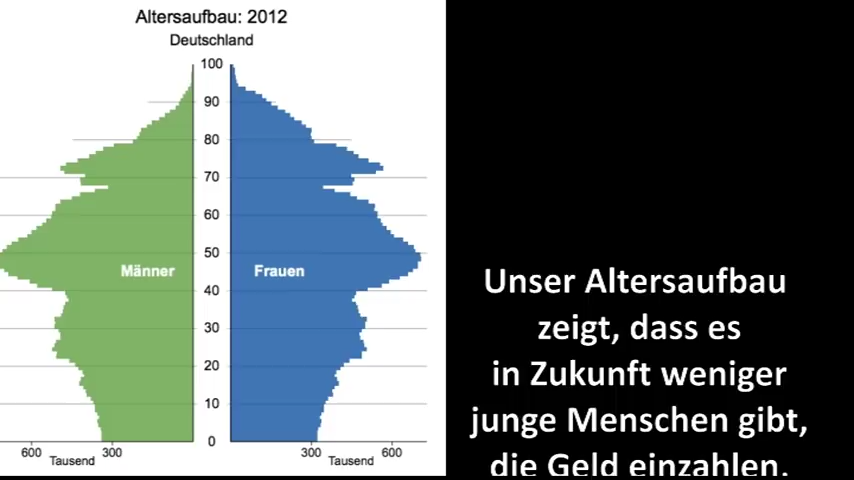 Altersaufbau: 2012
Deutschland
100
90
80
70
60
50
Männer
Frauen
40
30
20
10
0
600
300
300
600
Tausend
Tausend
Unser Altersaufbau
zeigt, dass es
in Zukunft weniger
junge Menschen gibt,
die Geld einzahlen.